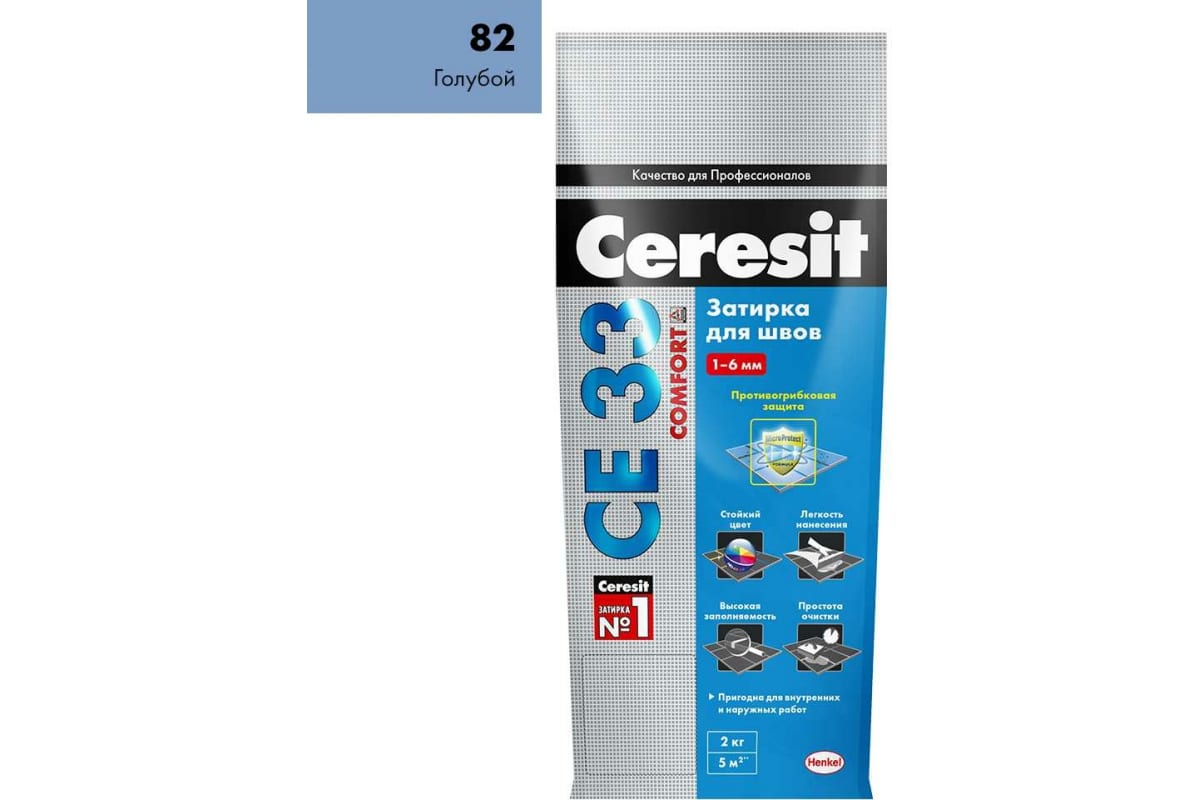 82
Голубой
Качество для Профессионалов
Ceresit
CE 33
COMFORT
Затирка
для швов
1–6 мм
Противогрибковая
защита
MicroProtect
FORMULA
Стойкий
цвет
Легкость
нанесения
Высокая
заполняемость
Простота
очистки
Ceresit
ЗАТИРКА
№1
Пригодна для внутренних
и наружных работ
2 кг
5 м²**
Henkel